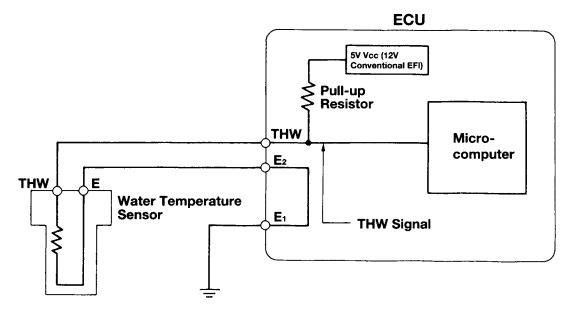 ECU
5V Vcc (12V
Conventional EFI)
Pull-up
Resistor
THW
Micro-
computer
E2
THW
E
Water Temperature
Sensor
E1
THW Signal